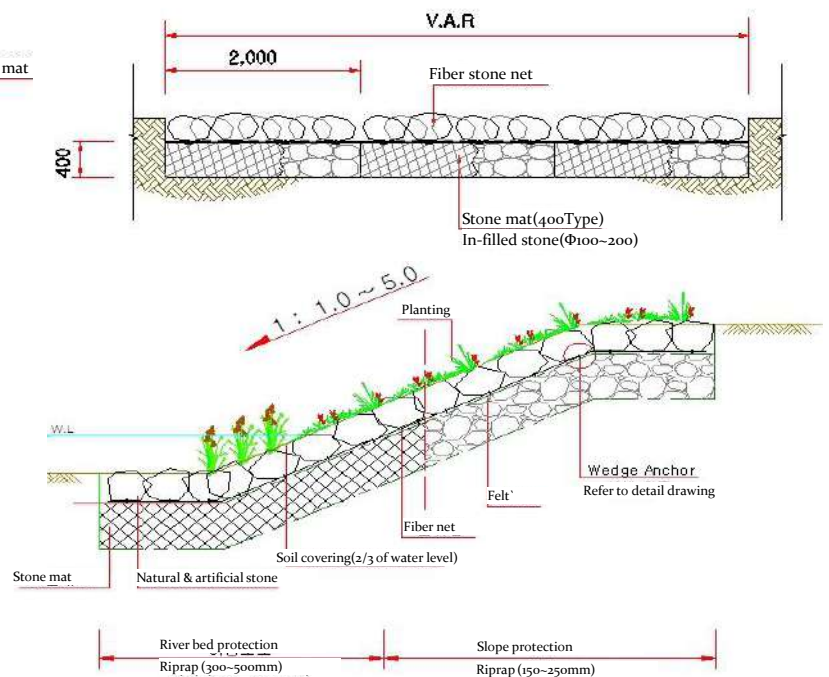 V.A.R
mat
2,000
Fiber stone net
400
Stone mat(400Type)
In-filled stone(Φ100~200)
1 : 1.0 ~ 5.0
Planting
W.L
Wedge Anchor
Refer to detail drawing
Felt`
Fiber net
Soil covering(2/3 of water level)
Stone mat
Natural & artificial stone
River bed protection
Riprap (300~500mm)
Slope protection
Riprap (150~250mm)